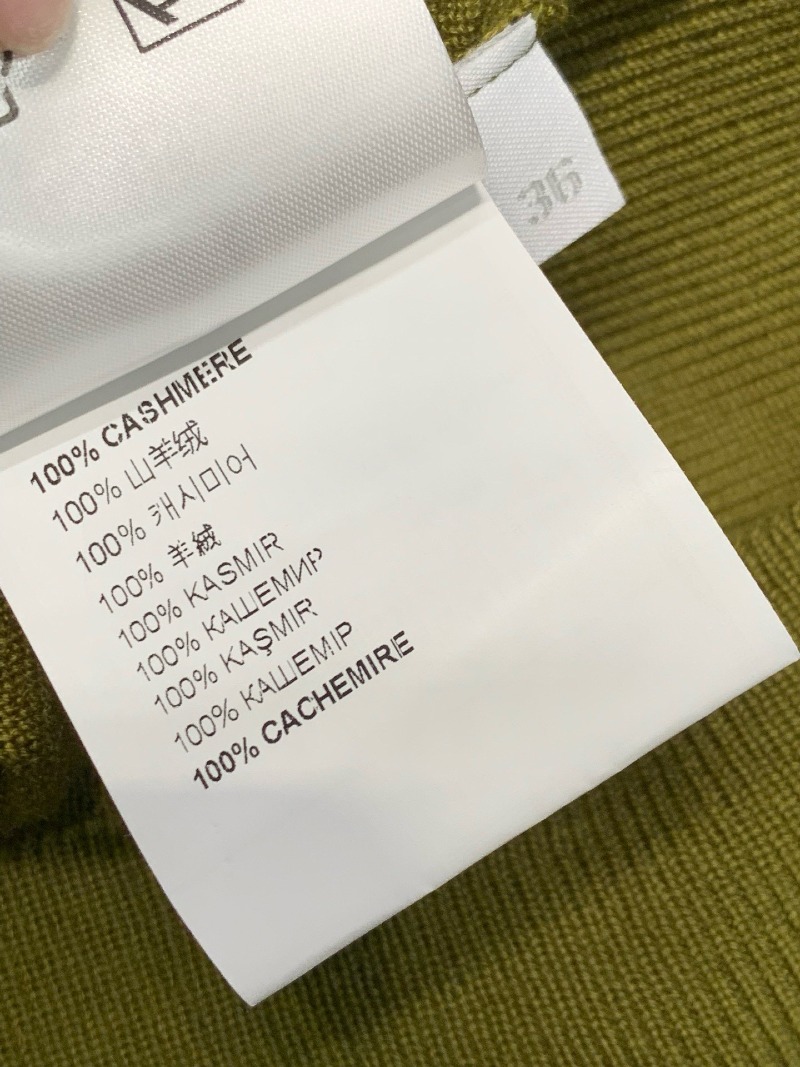 36
100% CASHMERE
100% 山羊绒
100% 캐시미어
100% 羊絨
100% KASMIR
100% КАШЕМИР
100% KAŞMIR
100% КАШЕМІР
100% CACHEMIRE